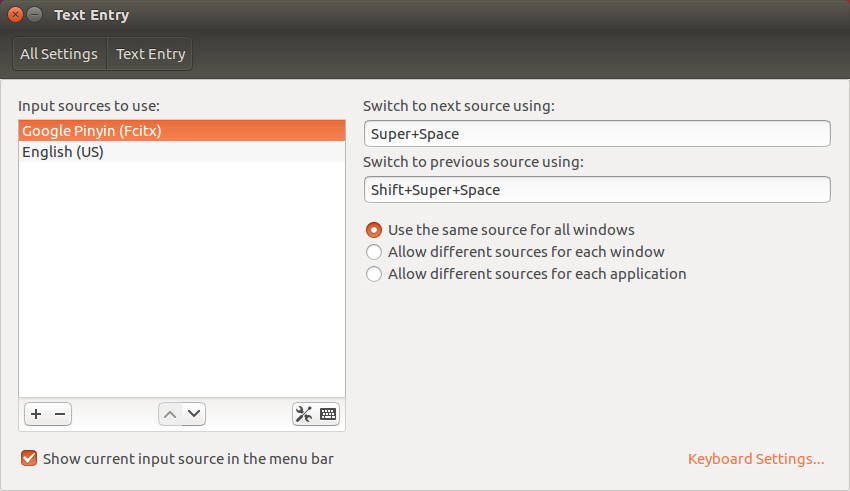 Text Entry
All Settings
Text Entry
Input sources to use:
Google Pinyin (Fcitx)
English (US)
Switch to next source using:
Super+Space
Switch to previous source using:
Shift+Super+Space
Use the same source for all windows
Allow different sources for each window
Allow different sources for each application
Show current input source in the menu bar
Keyboard Settings...